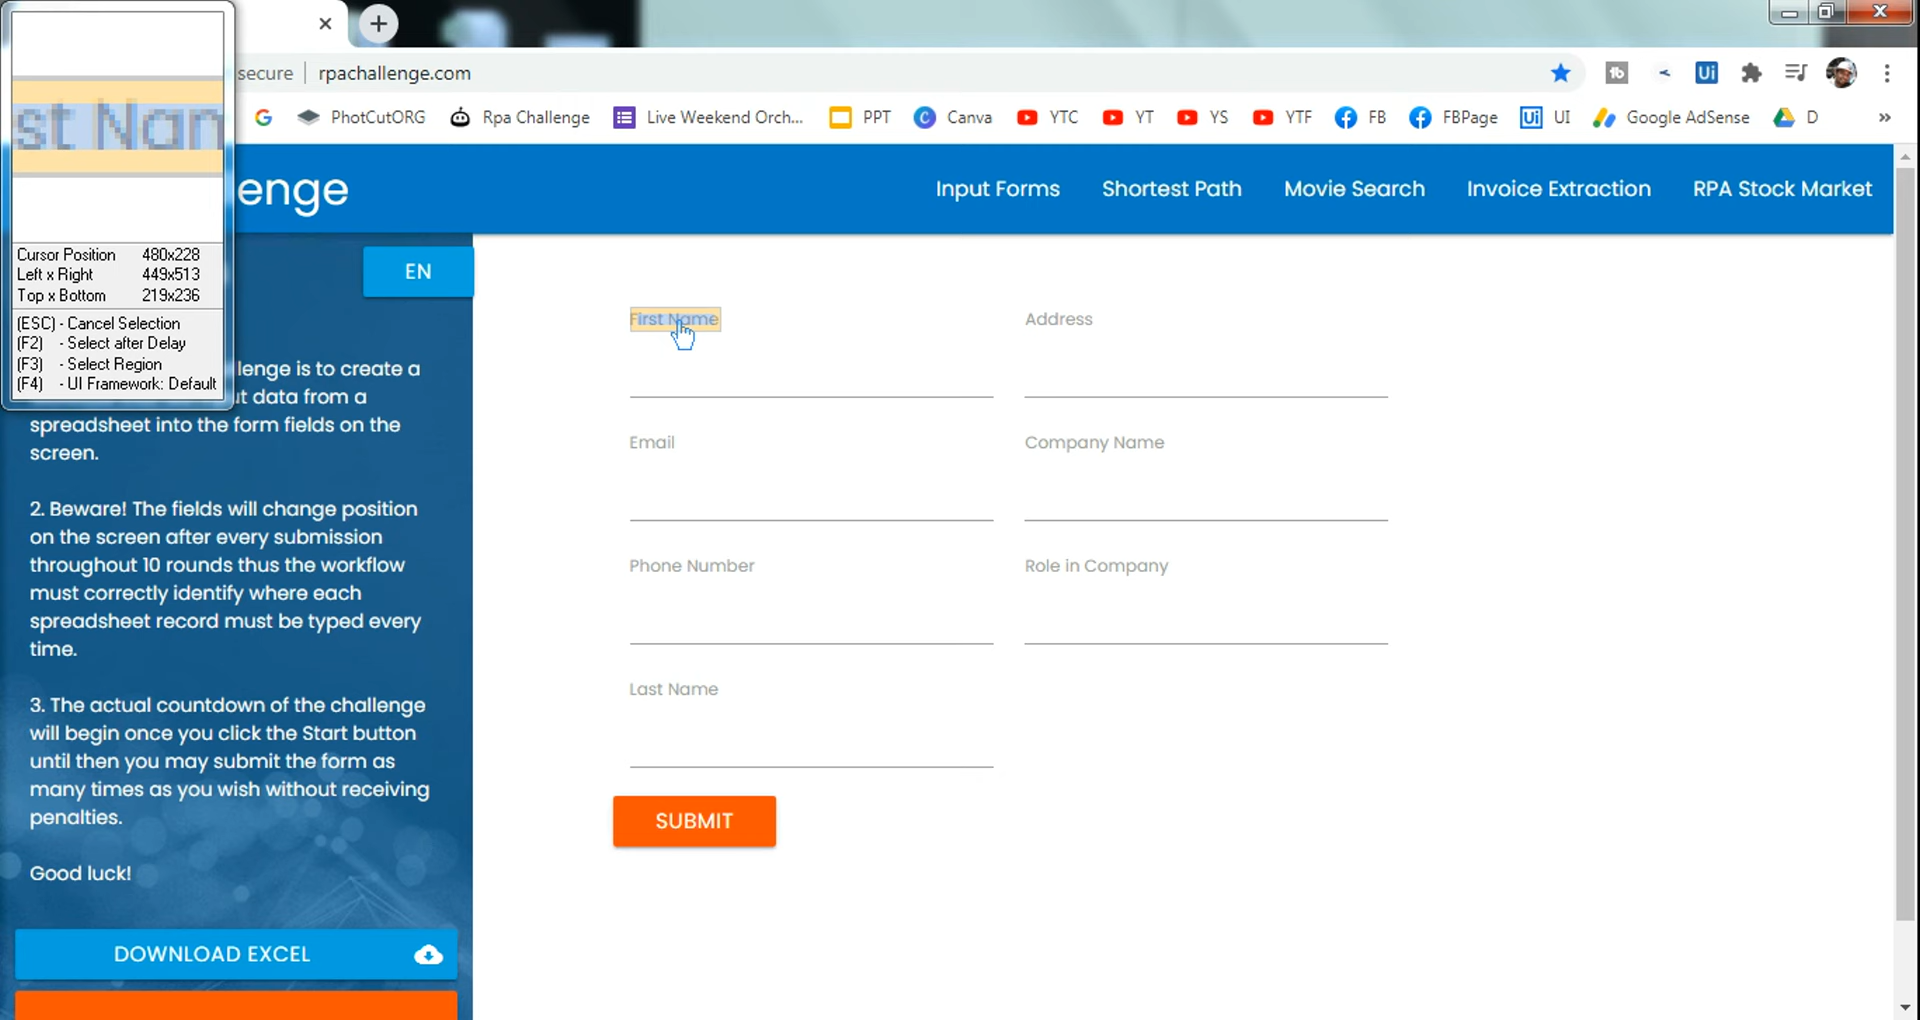 secure
rpachallenge.com
PhotCutORG
Rpa Challenge
Live Weekend Orch...
PPT
Canva
YTC
YT
YS
YTF
FB
FBPage
UI
Google AdSense
D
»
st Nam
enge
Input Forms
Shortest Path
Movie Search
Invoice Extraction
RPA Stock Market
Cursor Position 480x228
Left x Right 449x513
Top x Bottom 219x236
(ESC) - Cancel Selection
(F2) - Select after Delay
(F3) - Select Region
(F4) - UI Framework: Default
EN
lenge is to create a
ut data from a
spreadsheet into the form fields on the
screen.
2. Beware! The fields will change position
on the screen after every submission
throughout 10 rounds thus the workflow
must correctly identify where each
spreadsheet record must be typed every
time.
3. The actual countdown of the challenge
will begin once you click the Start button
until then you may submit the form as
many times as you wish without receiving
penalties.
Good luck!
DOWNLOAD EXCEL
First Name
Address
Email
Company Name
Phone Number
Role in Company
Last Name
SUBMIT